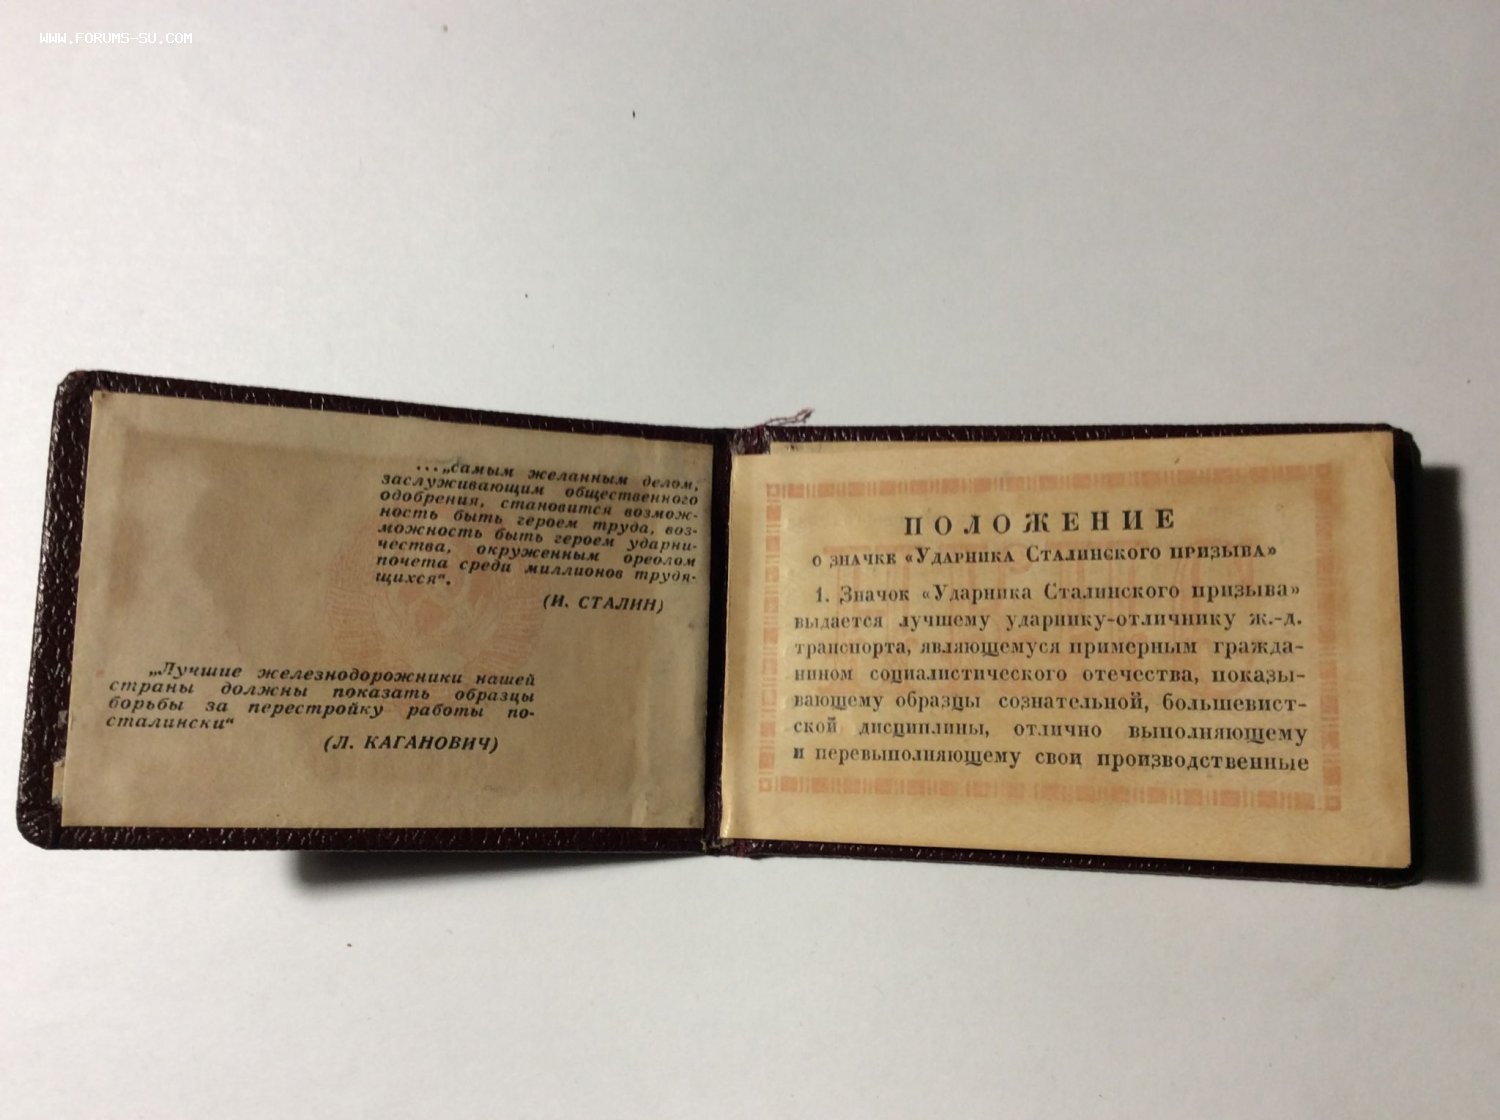 WWW.FORUMS-SU.COM
..."самым желанным делом,
заслуживающим общественного
одобрения, становится возмож-
ность быть героем труда, воз-
можность быть героем ударни-
чества, окруженным ореолом
почета среди миллионов трудя-
щихся“.
(И. СТАЛИН)
„Лучшие железнодорожники нашей
страны должны показать образцы
борьбы за перестройку работы по-
сталински“
(Л. КАГАНОВИЧ)
ПОЛОЖЕНИЕ
О ЗНАЧКЕ «УДАРНИКА СТАЛИНСКОГО ПРИЗЫВА»
1. Значок «Ударника Сталинского призыва»
выдается лучшему ударнику-отличнику ж.-д.
транспорта, являющемуся примерным гражда-
нином социалистического отечества, показы-
вающему образцы сознательной, большевист-
ской дисциплины, отлично выполняющему
и перевыполняющему свои производственные